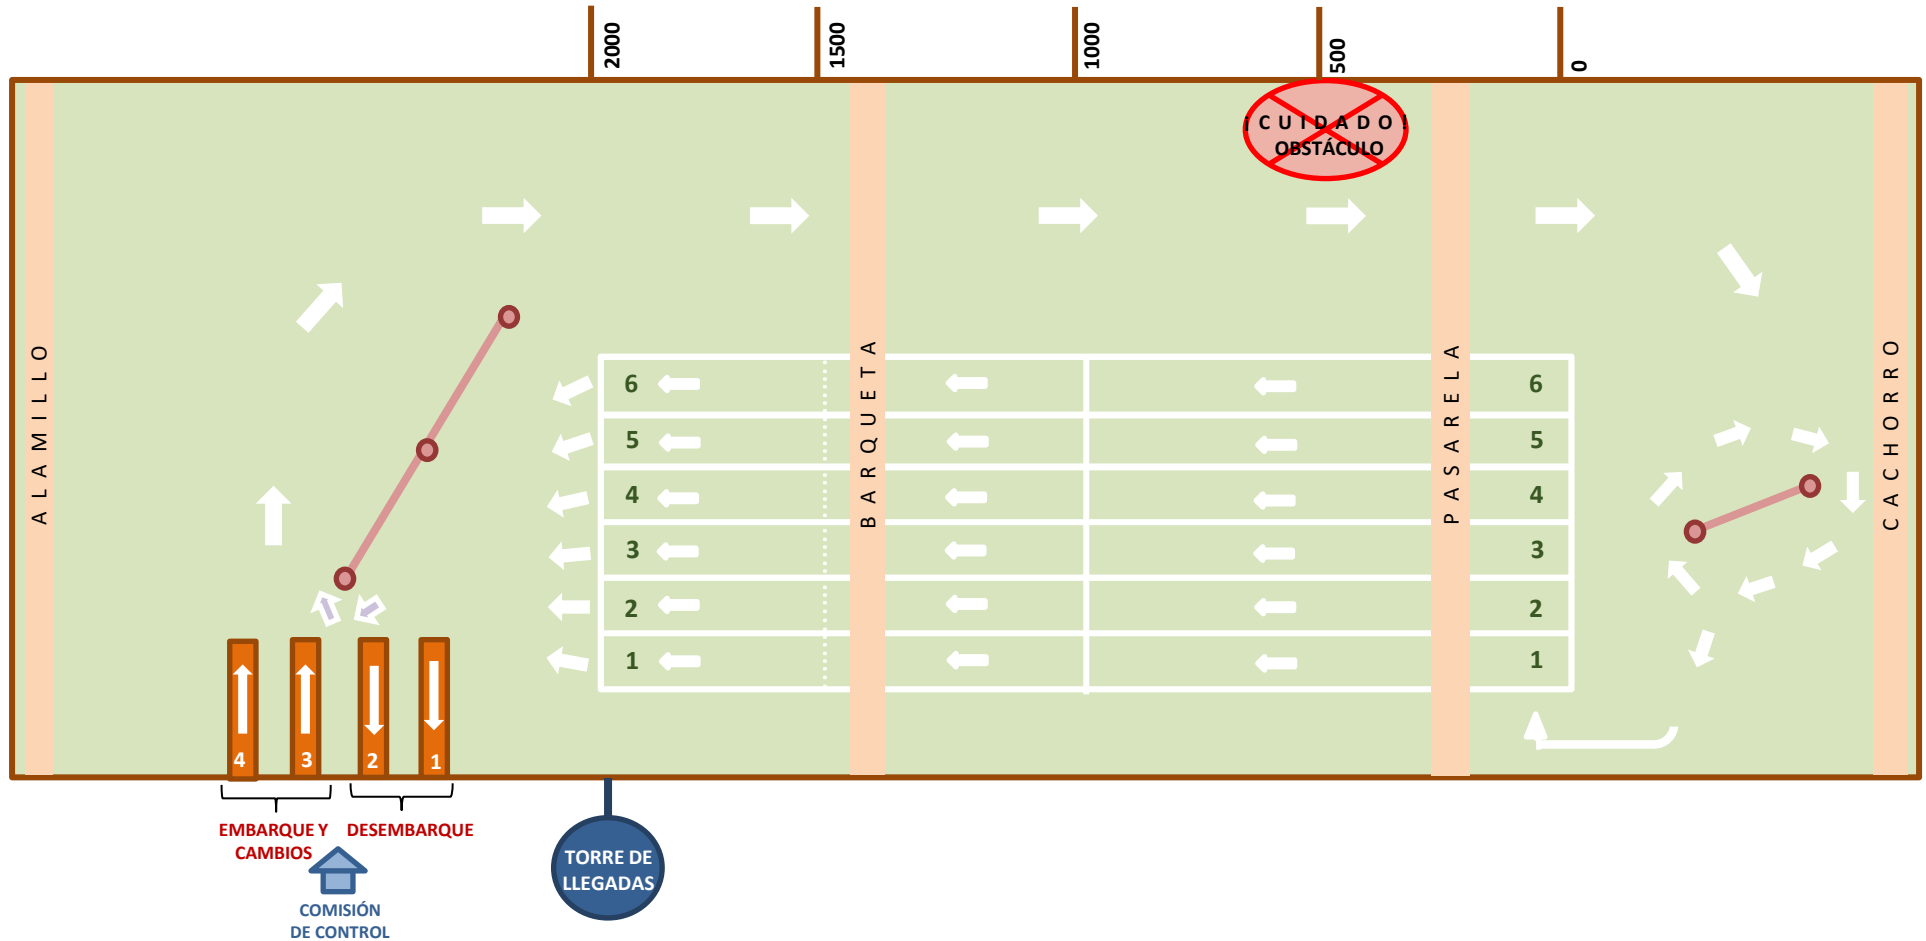 2000
1500
1000
500
0
¡ C U I D A D O !
OBSTÁCULO
ALAMILLO
BARQUETA
PASARELA
CACHORRO
6
6
5
5
4
4
3
3
2
2
1
1
4
3
2
1
EMBARQUE Y
CAMBIOS
DESEMBARQUE
TORRE DE
LLEGADAS
COMISIÓN
DE CONTROL